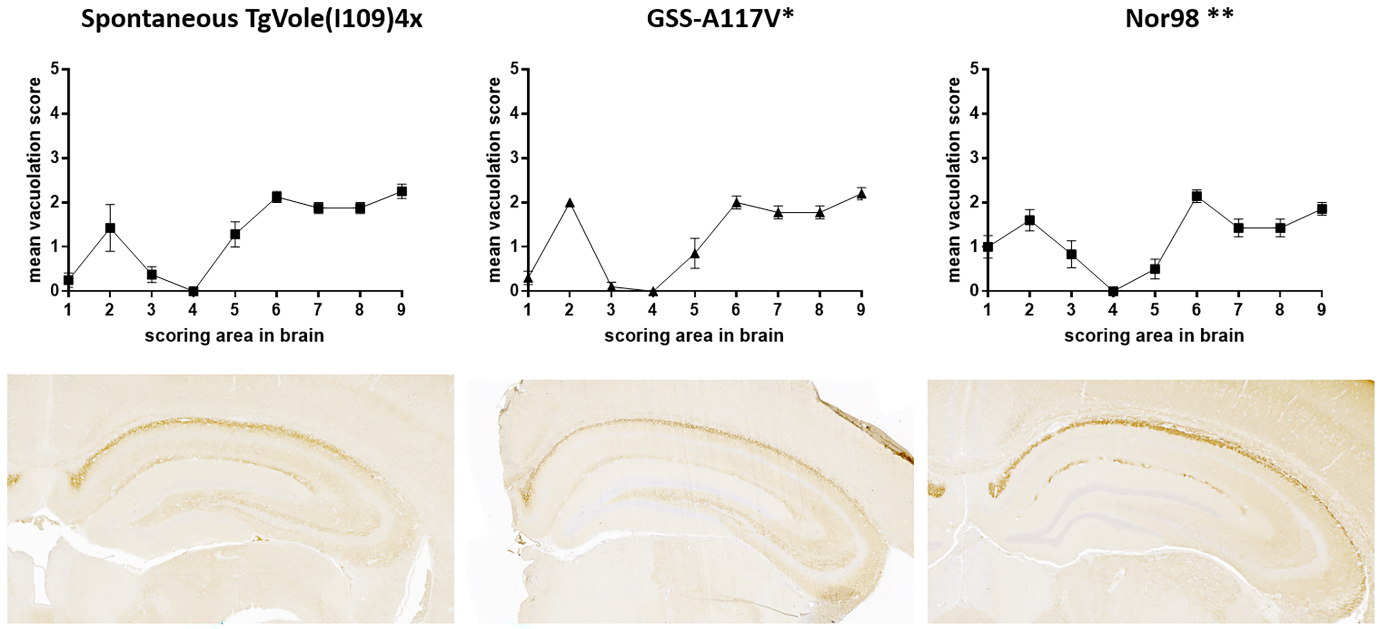 Spontaneous TgVole(I109)4x
GSS-A117V*
Nor98 **
mean vacuolation score
5
4
3
2
1
0
1 2 3 4 5 6 7 8 9
scoring area in brain
mean vacuolation score
5
4
3
2
1
0
1 2 3 4 5 6 7 8 9
scoring area in brain
mean vacuolation score
5
4
3
2
1
0
1 2 3 4 5 6 7 8 9
scoring area in brain